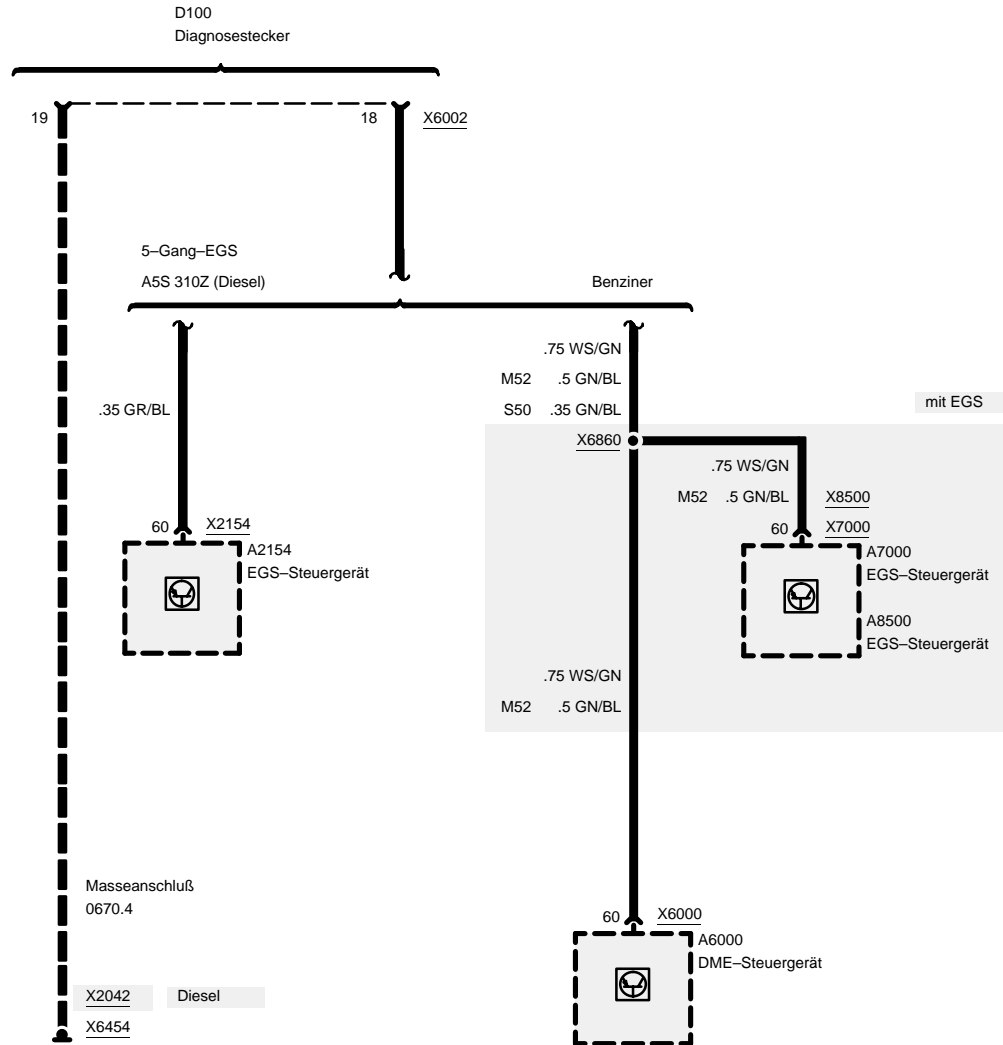 D100
Diagnosestecker
19
18
X6002
5–Gang–EGS
A5S 310Z (Diesel)
Benziner
.75 WS/GN
M52 .5 GN/BL
S50 .35 GN/BL
mit EGS
.35 GR/BL
X6860
.75 WS/GN
M52 .5 GN/BL
X8500
60 X2154
60 X7000
A2154
EGS–Steuergerät
A7000
EGS–Steuergerät
A8500
EGS–Steuergerät
.75 WS/GN
M52 .5 GN/BL
Masseanschluß
0670.4
60 X6000
A6000
DME–Steuergerät
X2042 Diesel
X6454